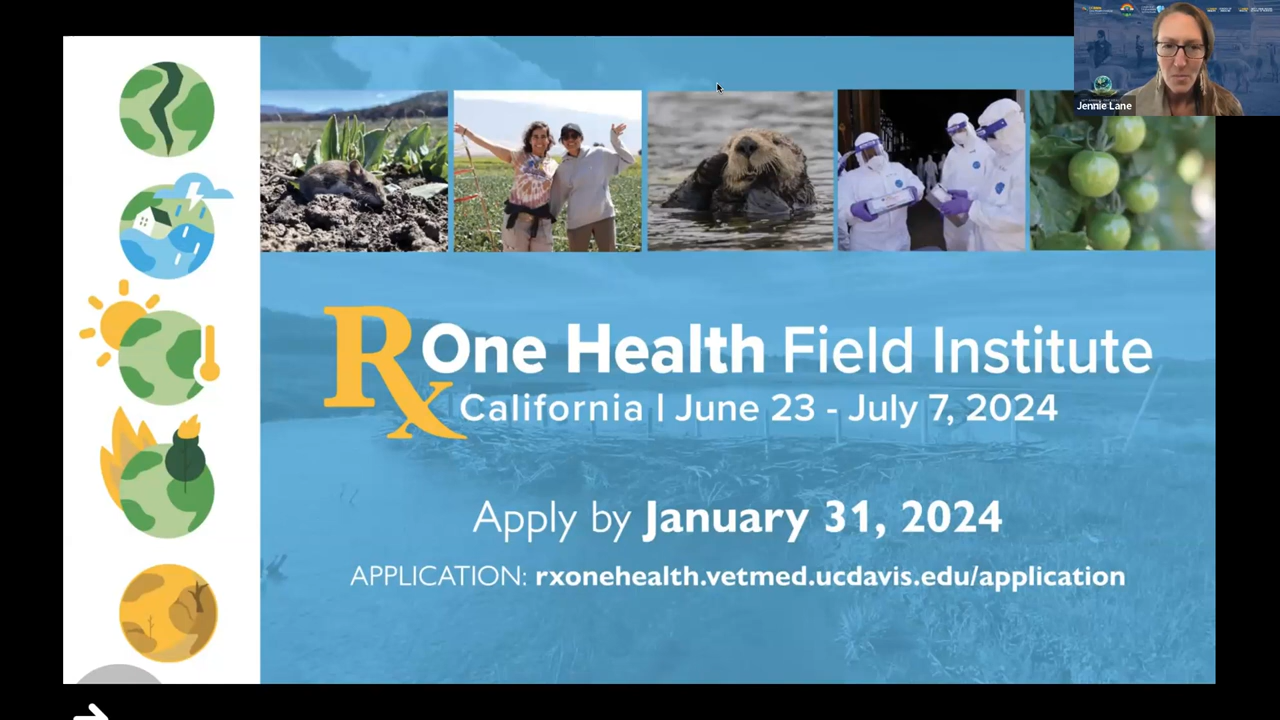 Jennie Lane
Rx One Health Field Institute
California | June 23 - July 7, 2024
Apply by January 31, 2024
APPLICATION: rxonehealth.vetmed.ucdavis.edu/application